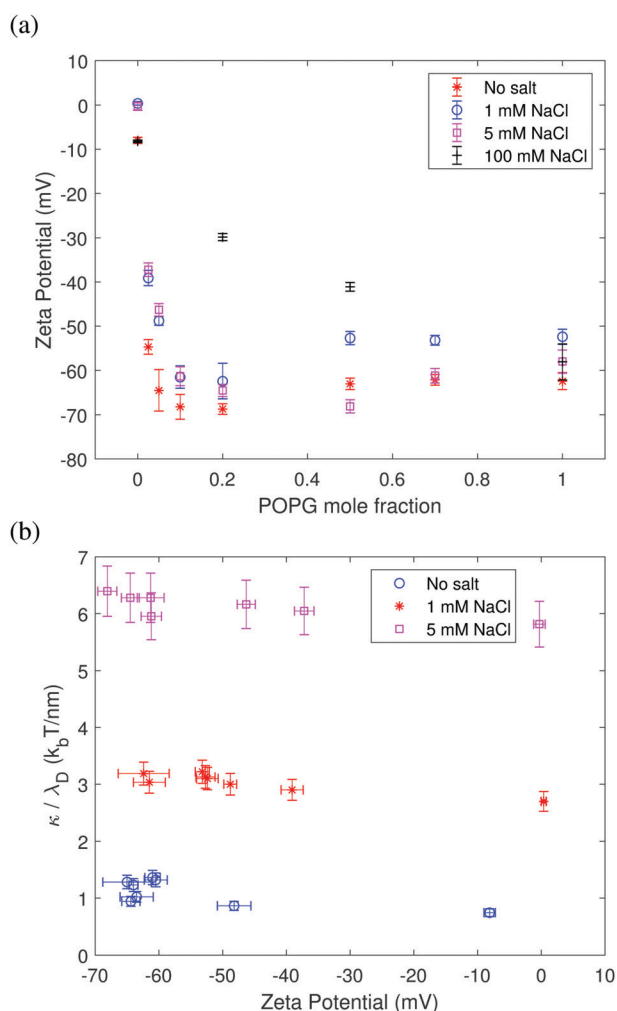 (a)
10
0
-10
-20
-30
-40
-50
-60
-70
-80
Zeta Potential (mV)
No salt
1 mM NaCl
5 mM NaCl
100 mM NaCl
0
0.2
0.4
0.6
0.8
1
POPG mole fraction
(b)
7
6
5
4
3
2
1
0
κ / λ_D (k_bT/nm)
No salt
1 mM NaCl
5 mM NaCl
-70
-60
-50
-40
-30
-20
-10
0
10
Zeta Potential (mV)